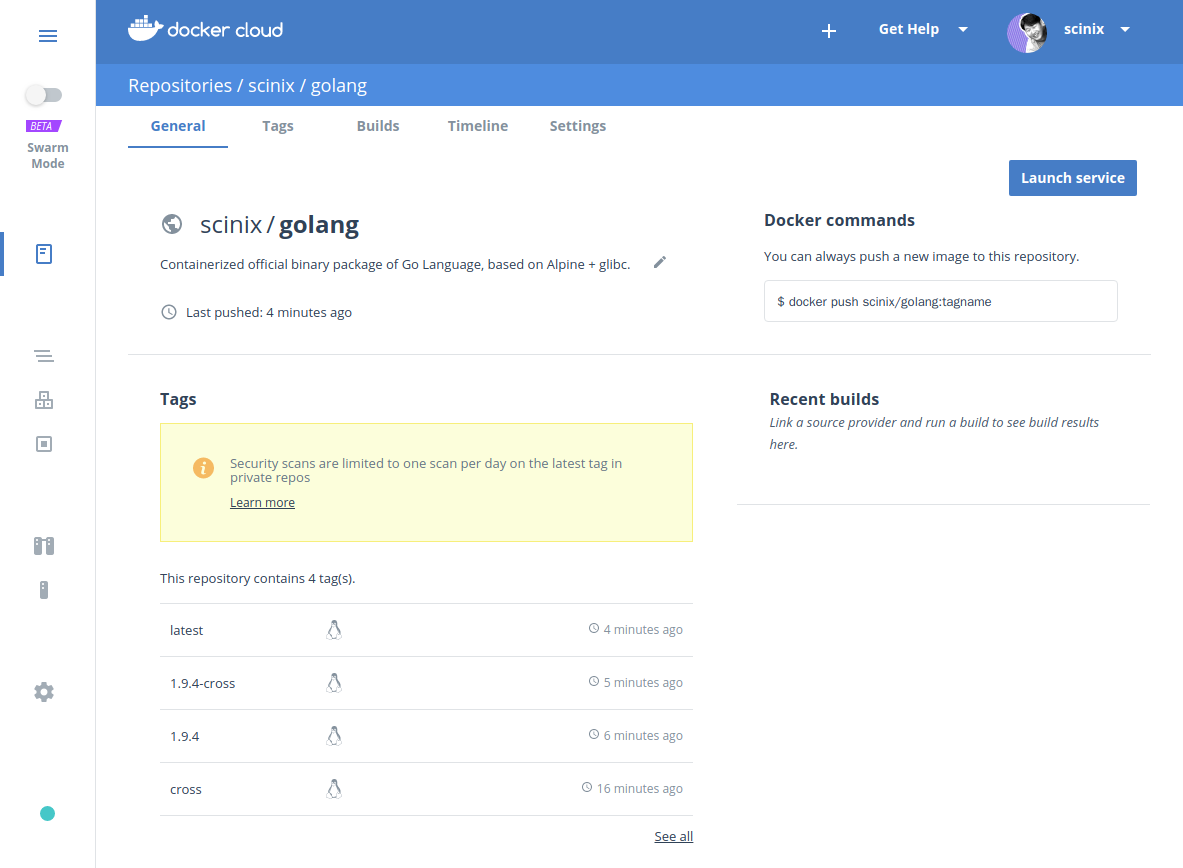 docker cloud
Get Help
scinix
Repositories / scinix / golang
BETA
Swarm
Mode
General
Tags
Builds
Timeline
Settings
Launch service
scinix / golang
Containerized official binary package of Go Language, based on Alpine + glibc.
Last pushed: 4 minutes ago
Docker commands
You can always push a new image to this repository.
$ docker push scinix/golang:tagname
Tags
Security scans are limited to one scan per day on the latest tag in
private repos
Learn more
This repository contains 4 tag(s).
latest
4 minutes ago
1.9.4-cross
5 minutes ago
1.9.4
6 minutes ago
cross
16 minutes ago
See all
Recent builds
Link a source provider and run a build to see build results
here.